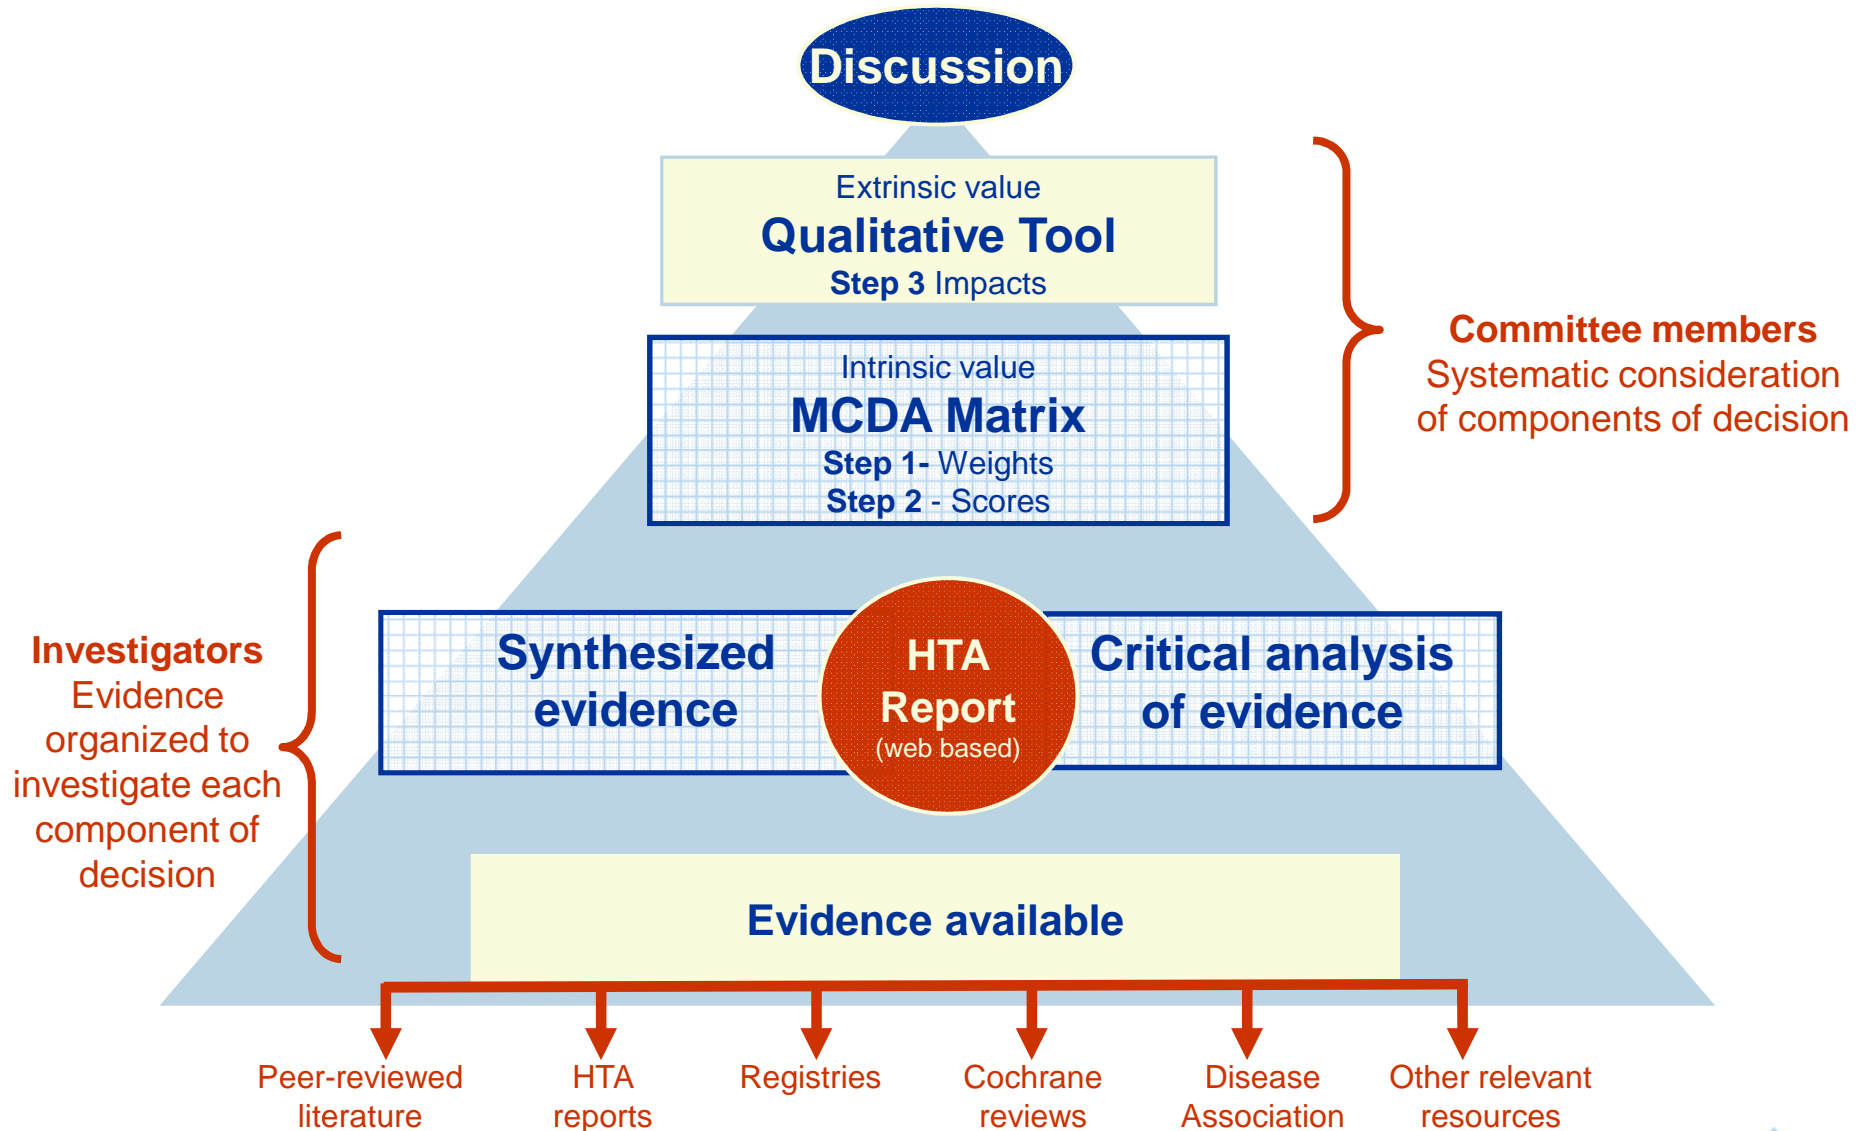 Discussion
Extrinsic value
Qualitative Tool
Step 3 Impacts
Committee members
Systematic consideration
of components of decision
Intrinsic value
MCDA Matrix
Step 1- Weights
Step 2 - Scores
Investigators
Evidence
organized to
investigate each
component of
decision
Synthesized
evidence
HTA
Report
(web based)
Critical analysis
of evidence
Evidence available
Peer-reviewed
literature
HTA
reports
Registries
Cochrane
reviews
Disease
Association
Other relevant
resources